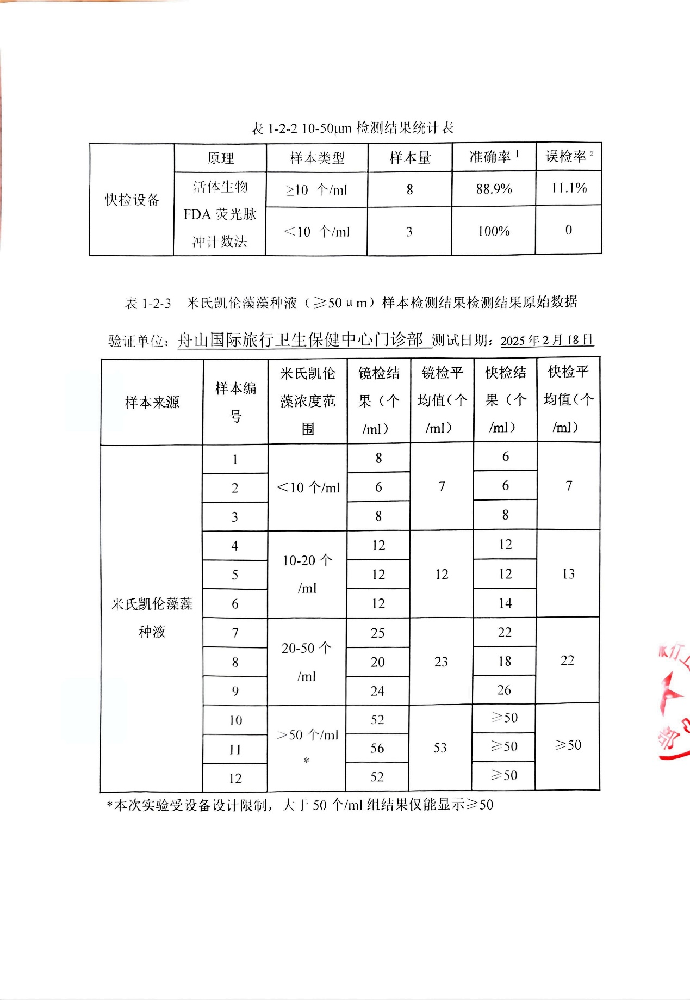 表 1-2-2 10-50μm 检测结果统计表
原理 样本类型 样本量 准确率¹ 误检率²
快检设备
活体生物
FDA 荧光脉
冲计数法
≥10 个/ml 8 88.9% 11.1%
＜10 个/ml 3 100% 0
表 1-2-3 米氏凯伦藻藻种液（≥50μm）样本检测结果检测结果原始数据
验证单位：舟山国际旅行卫生保健中心门诊部 测试日期：2025 年 2 月 18 日
样本来源
样本编
号
米氏凯伦
藻浓度范
围
镜检结
果（个
/ml）
镜检平
均值（个
/ml）
快检结
果（个
/ml）
快检平
均值（个
/ml）
米氏凯伦藻藻
种液
＜10 个/ml
1 8 6
2 6 7 6 7
3 8 8
10-20 个
/ml
4 12 12
5 12 12 12 13
6 12 14
20-50 个
/ml
7 25 22
8 20 23 18 22
9 24 26
＞50 个/ml
*
10 52 ≥50
11 56 53 ≥50 ≥50
12 52 ≥50
*本次实验受设备设计限制，大于 50 个/ml 组结果仅能显示≥50
旅行卫
部